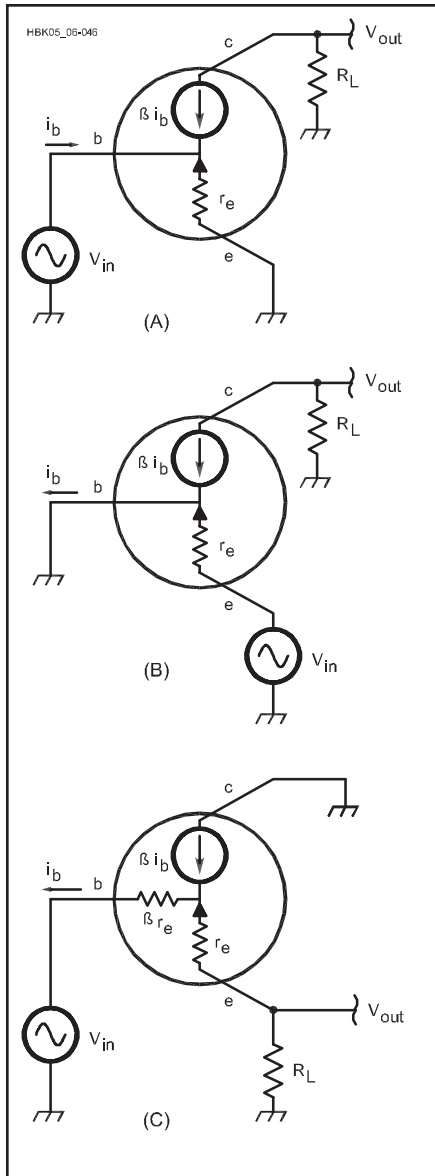 HBK05_06-046
c
V_out
R_L
ß i_b
i_b
b
r_e
V_in
e
(A)
c
V_out
R_L
ß i_b
i_b
b
r_e
e
V_in
(B)
c
ß i_b
i_b
b
ß r_e
r_e
e
V_out
V_in
R_L
(C)